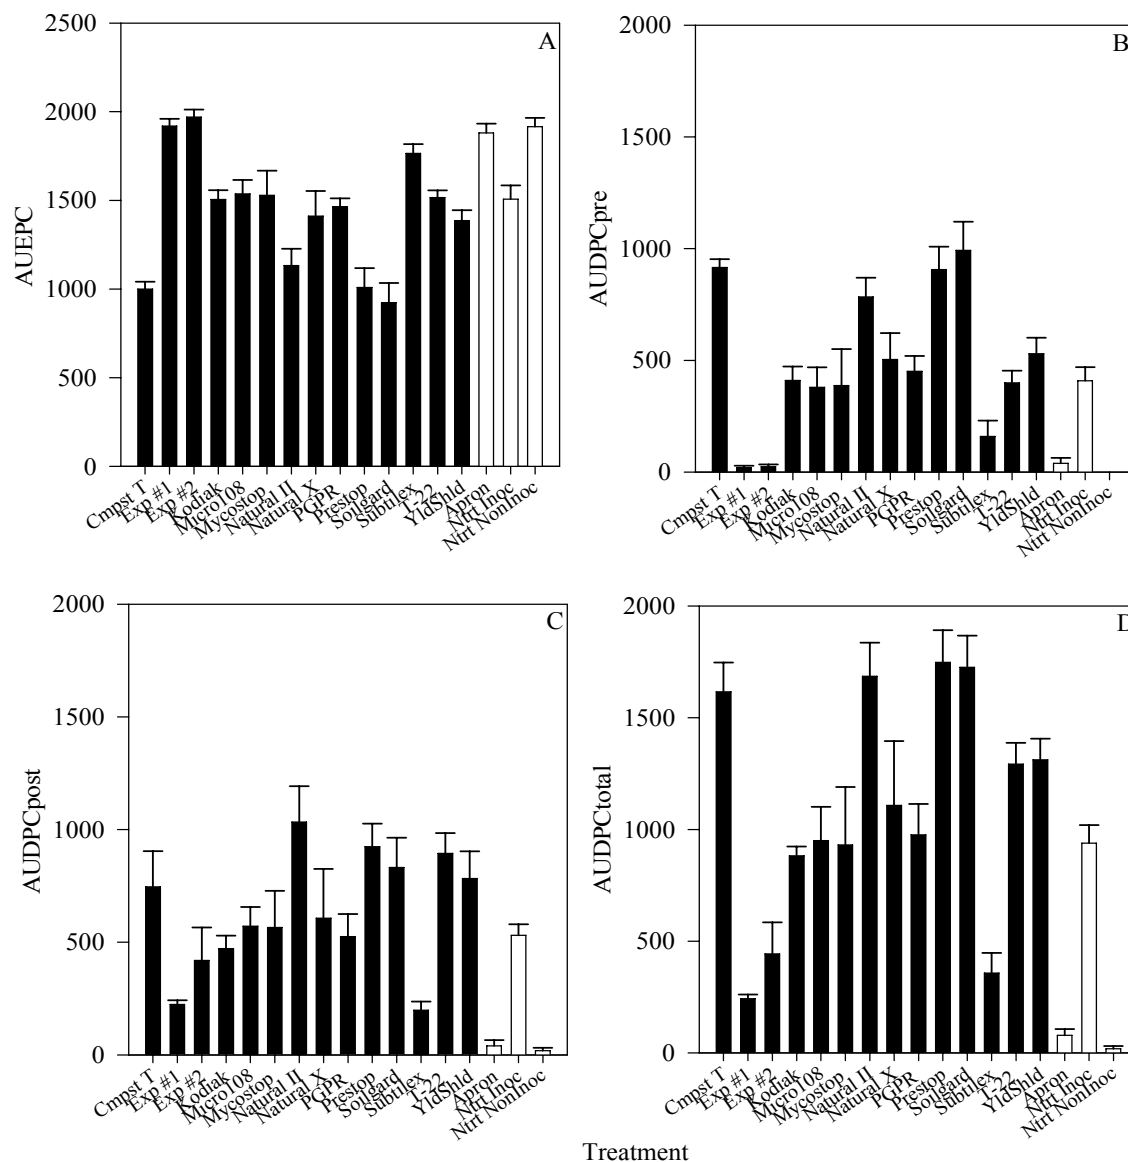 A
2500
2000
1500
1000
500
0
AUEPC
Cmpst T
Exp #1
Exp #2
Kodiak
Micro108
Mycostop
Natural II
Natural X
PGPR
Prestop
Soilgard
Subtilex
T-22
YldShld
Apron
Ntrt Inoc
Ntrt NonInoc
B
2000
1500
1000
500
0
AUDPCpre
Cmpst T
Exp #1
Exp #2
Kodiak
Micro108
Mycostop
Natural II
Natural X
PGPR
Prestop
Soilgard
Subtilex
T-22
YldShld
Apron
Ntrt Inoc
Ntrt NonInoc
C
2000
1500
1000
500
0
AUDPCpost
Cmpst T
Exp #1
Exp #2
Kodiak
Micro108
Mycostop
Natural II
Natural X
PGPR
Prestop
Soilgard
Subtilex
T-22
YldShld
Apron
Ntrt Inoc
Ntrt NonInoc
D
2000
1500
1000
500
0
AUDPCtotal
Cmpst T
Exp #1
Exp #2
Kodiak
Micro108
Mycostop
Natural II
Natural X
PGPR
Prestop
Soilgard
Subtilex
T-22
YldShld
Apron
Ntrt Inoc
Ntrt NonInoc
Treatment